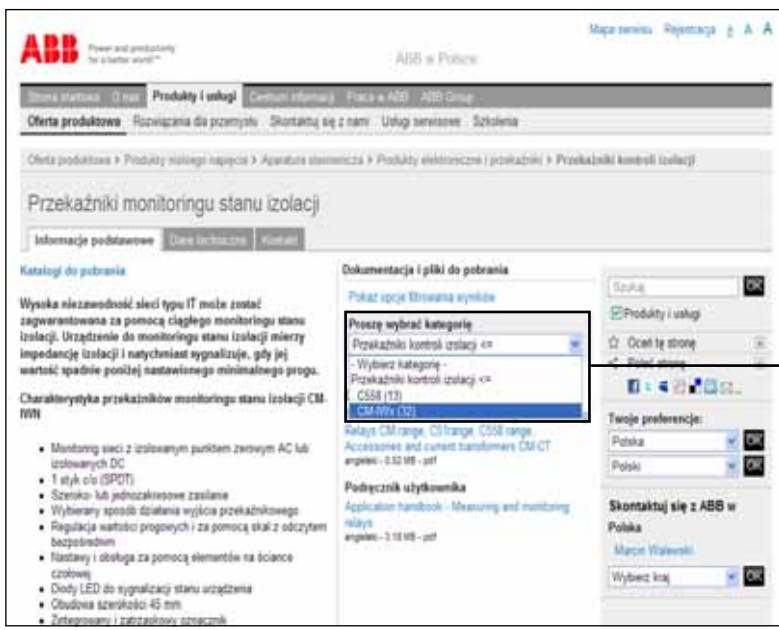 Mapa serwisu Rejestracja A A A
ABB
Power and productivity
for a better world™
ABB w Polsce
Strona startowa O nas Produkty i usługi Centrum informacji Praca w ABB ABB Group
Oferta produktowa Rozwiązania dla przemysłu Skontaktuj się z nami Usługi serwisowe Szkolenia
Oferta produktowa › Produkty niskiego napięcia › Aparatura sterownicza › Produkty elektroniczne i przekaźniki › Przekaźniki kontroli izolacji
Przekaźniki monitoringu stanu izolacji
Informacje podstawowe Dane techniczne Kontakt
Katalogi do pobrania
Wysoka niezawodność sieci typu IT może zostać
zagwarantowana za pomocą ciągłego monitoringu stanu
izolacji. Urządzenie do monitoringu stanu izolacji mierzy
impedancję izolacji i natychmiast sygnalizuje, gdy jej
wartość spadnie poniżej nastawionego minimalnego progu.
Charakterystyka przekaźników monitoringu stanu izolacji CM-
IWN
• Monitoring sieci z izolowanym punktem zerowym AC lub
izolowanych DC
• 1 styk c/o (SPDT)
• Szeroko- lub jednozakresowe zasilanie
• Wybierany sposób działania wyjścia przekaźnikowego
• Regulacja wartości progowych i za pomocą skal z odczytem
bezpośrednim
• Nastawy i obsługa za pomocą elementów na ściance
czołowej
• Diody LED do sygnalizacji stanu urządzenia
• Obudowa szerokości 45 mm
• Zintegrowany i zatrzaskowy oznacznik
Dokumentacja i pliki do pobrania
Pokaż opcje filtrowania wyników
Proszę wybrać kategorię
Przekaźniki kontroli izolacji <=
- Wybierz kategorię -
Przekaźniki kontroli izolacji <=
C558 (13)
CM-IWx (32)
Relays CM range, C51range, C558 range,
Accessories and current transformers CM-CT
angielski - 0.52 MB - pdf
Podręcznik użytkownika
Application handbook - Measuring and monitoring
relays
angielski - 3.18 MB - pdf
Szukaj OK
Produkty i usługi
Oceń tę stronę
Poleć stronę
Twoje preferencje:
Polska OK
Polski OK
Skontaktuj się z ABB w
Polska
Marcin Walewski
Wybierz kraj OK